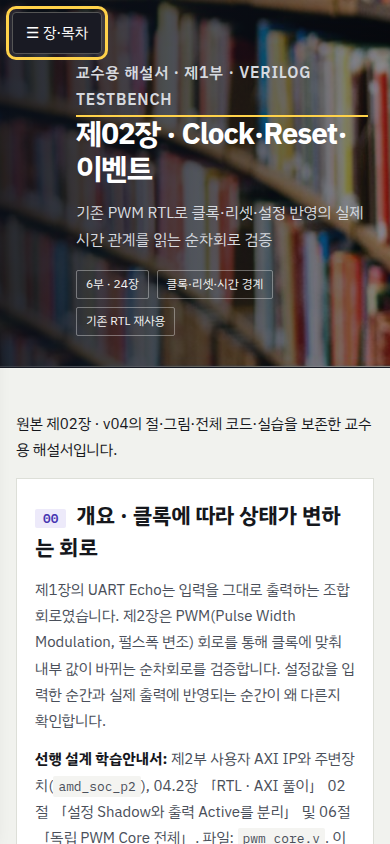 ☰ 장·목차
교수용 해설서 · 제1부 · VERILOG
TESTBENCH
제02장 · Clock·Reset·
이벤트
기존 PWM RTL로 클록·리셋·설정 반영의 실제
시간 관계를 읽는 순차회로 검증
6부 · 24장
클록·리셋·시간 경계
기존 RTL 재사용
원본 제02장 · v04의 절·그림·전체 코드·실습을 보존한 교수
용 해설서입니다.
00 개요 · 클록에 따라 상태가 변하
는 회로
제1장의 UART Echo는 입력을 그대로 출력하는 조합
회로였습니다. 제2장은 PWM(Pulse Width
Modulation, 펄스폭 변조) 회로를 통해 클록에 맞춰
내부 값이 바뀌는 순차회로를 검증합니다. 설정값을 입
력한 순간과 실제 출력에 반영되는 순간이 왜 다른지
확인합니다.
선행 설계 학습안내서: 제2부 사용자 AXI IP와 주변장
치( amd_soc_p2 ), 04.2장 「RTL · AXI 풀이」 02
절 「설정 Shadow와 출력 Active를 분리」 및 06절
「독립 PWM Core 전체」. 파일: pwm_core.v . 이